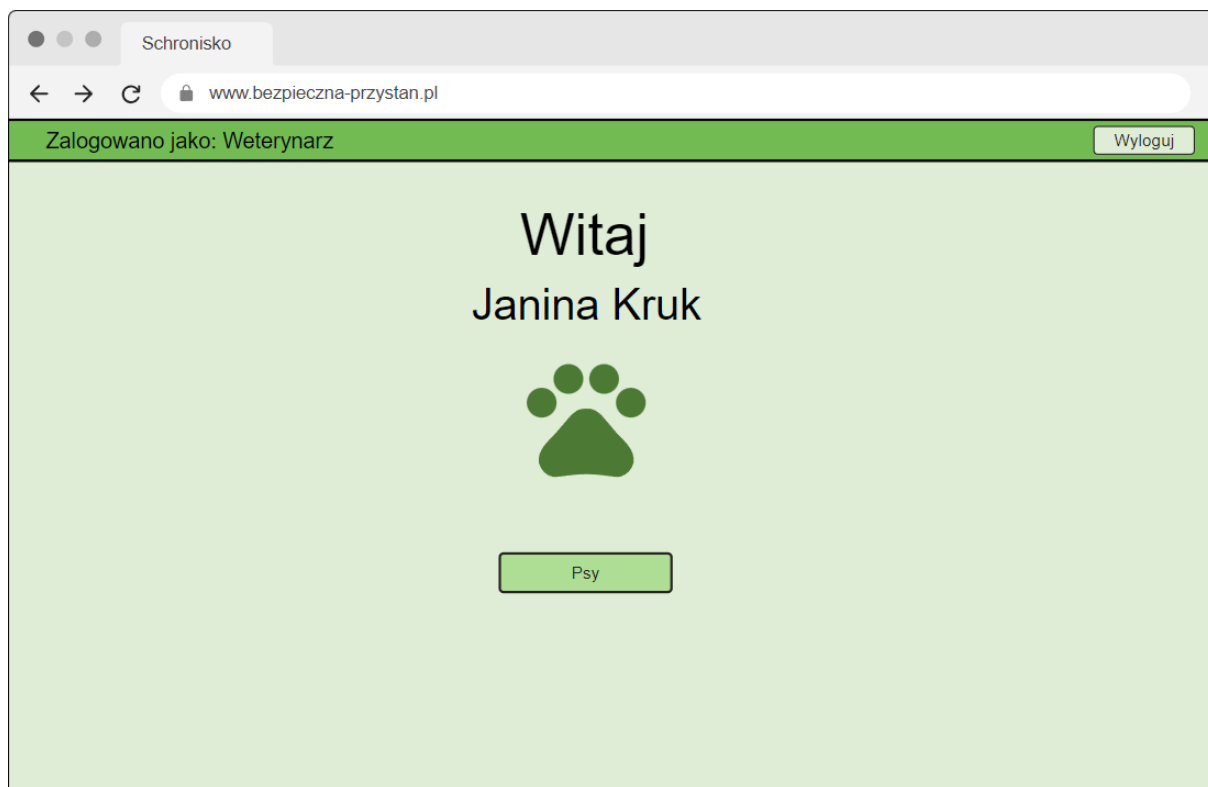 Schronisko
www.bezpieczna-przystan.pl
Zalogowano jako: Weterynarz
Wyloguj
Witaj
Janina Kruk
Psy